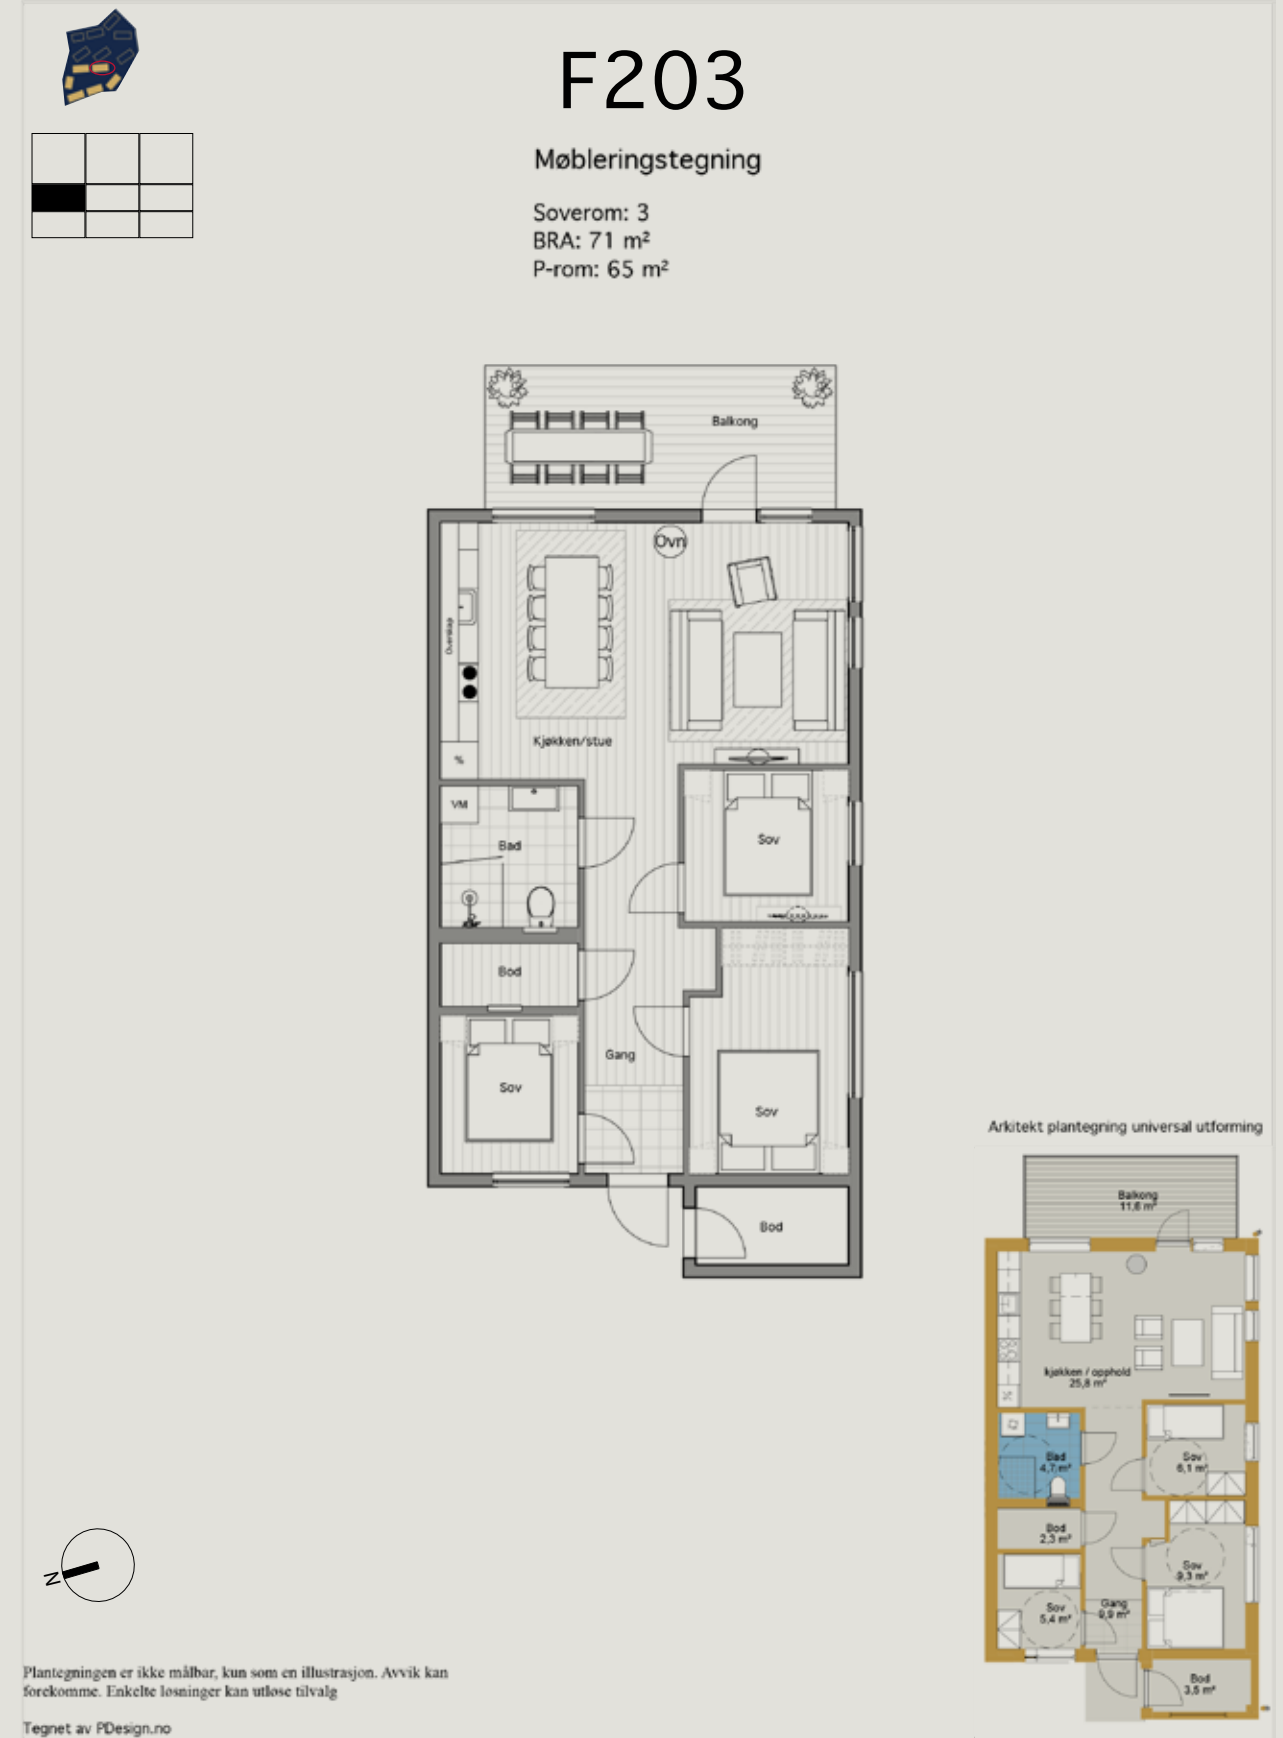 F203
Møbleringstegning
Soverom: 3
BRA: 71 m²
P-rom: 65 m²
Balkong
Ovn
Overskap
Kjøkken/stue
%
VM
Bad
Sov
Bod
Gang
Sov
Sov
Bod
Arkitekt plantegning universal utforming
Balkong
11,6 m²
kjøkken / opphold
25,8 m²
Bad
4,7 m²
Sov
6,1 m²
Bod
2,3 m²
Sov
9,3 m²
Sov
5,4 m²
Gang
9,9 m²
Bod
3,5 m²
N
Plantegningen er ikke målbar, kun som en illustrasjon. Avvik kan
forekomme. Enkelte løsninger kan utløse tilvalg
Tegnet av PDesign.no